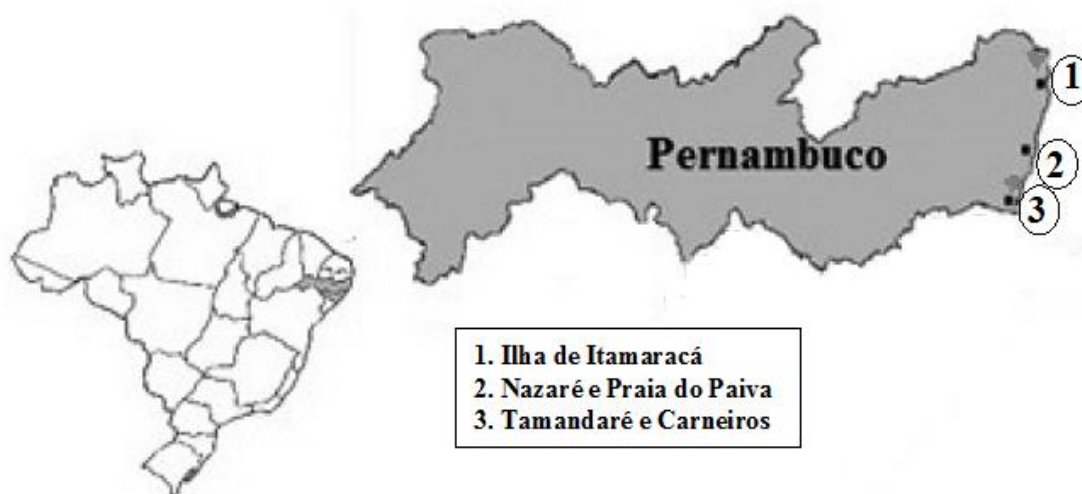 Pernambuco
1
2
3
1. Ilha de Itamaracá
2. Nazaré e Praia do Paiva
3. Tamandaré e Carneiros